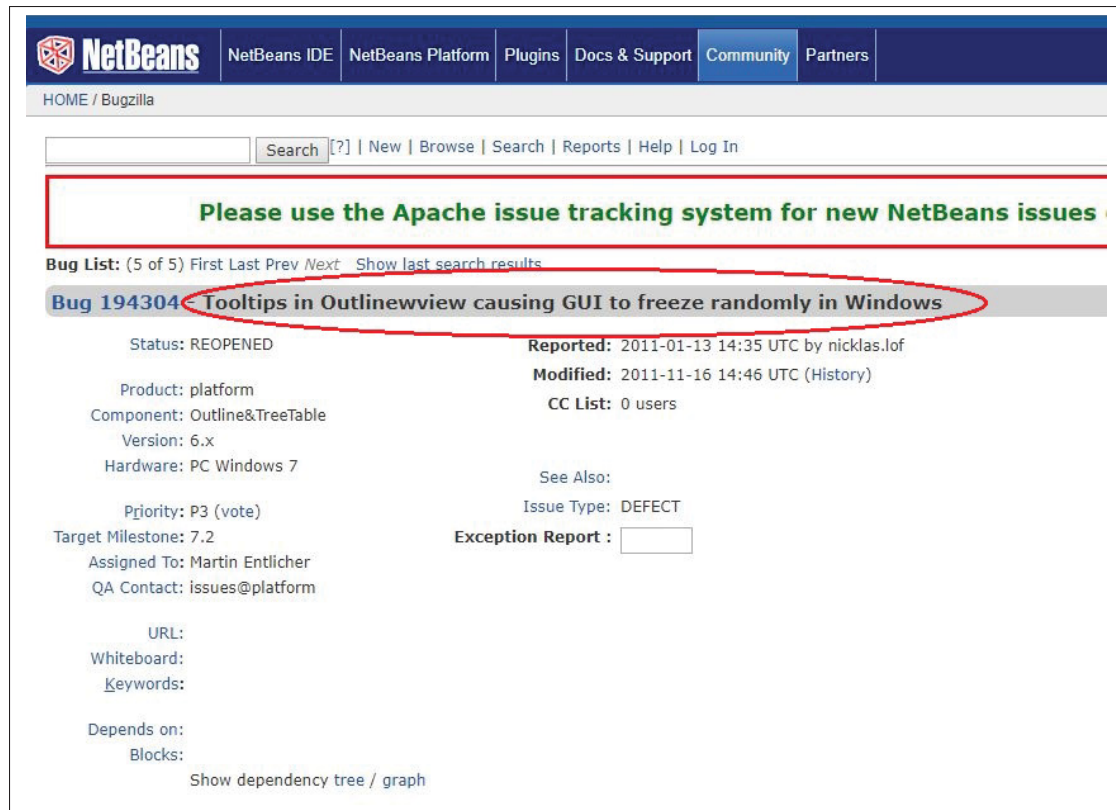 NetBeans
NetBeans IDE NetBeans Platform Plugins Docs & Support Community Partners
HOME / Bugzilla
Search [?] | New | Browse | Search | Reports | Help | Log In
Please use the Apache issue tracking system for new NetBeans issues
Bug List: (5 of 5) First Last Prev Next Show last search results
Bug 194304 - Tooltips in Outlinewview causing GUI to freeze randomly in Windows
Status: REOPENED
Product: platform
Component: Outline&TreeTable
Version: 6.x
Hardware: PC Windows 7
Priority: P3 (vote)
Target Milestone: 7.2
Assigned To: Martin Entlicher
QA Contact: issues@platform
URL:
Whiteboard:
Keywords:
Depends on:
Blocks:
Show dependency tree / graph
Reported: 2011-01-13 14:35 UTC by nicklas.lof
Modified: 2011-11-16 14:46 UTC (History)
CC List: 0 users
See Also:
Issue Type: DEFECT
Exception Report :